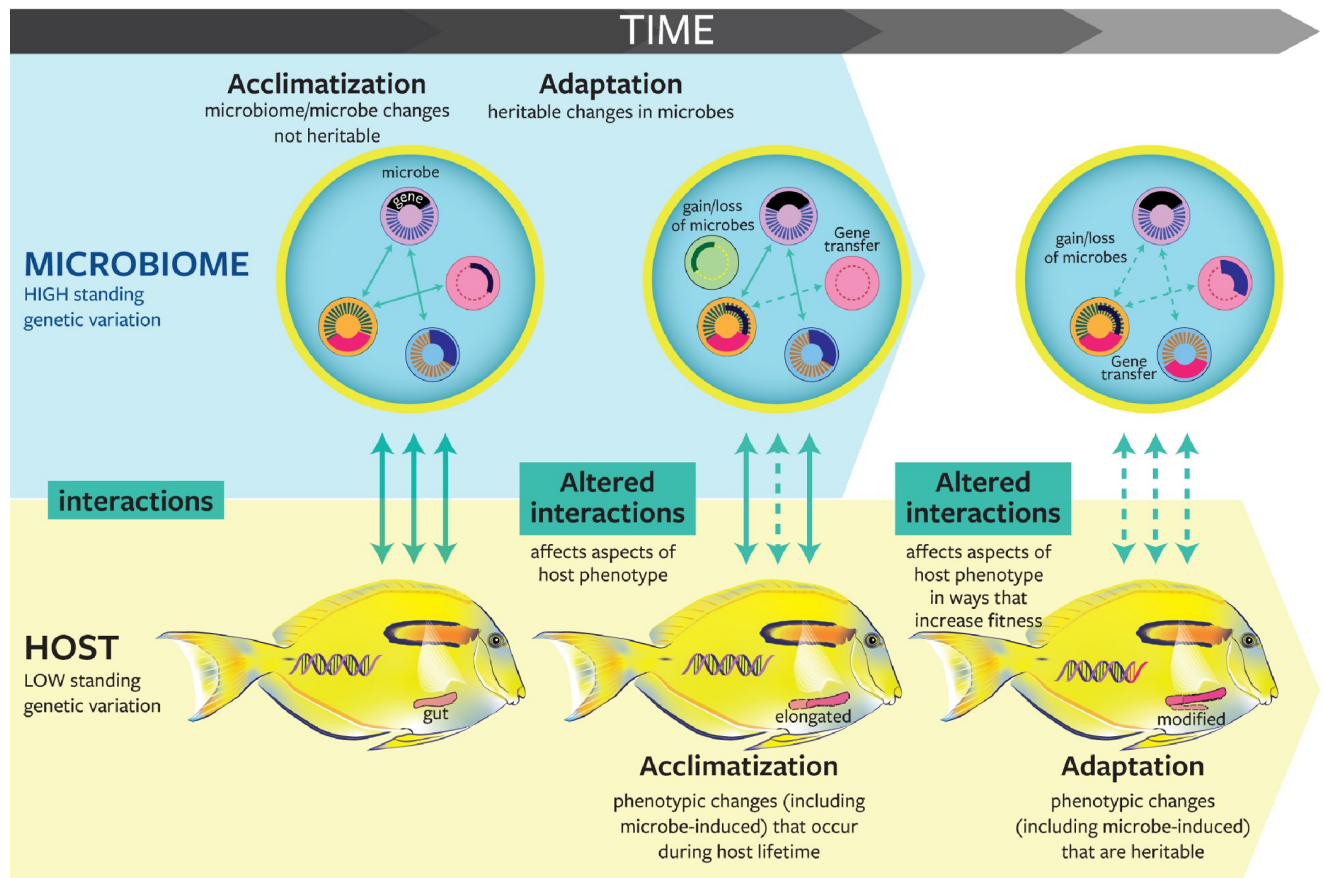 TIME
Acclimatization
microbiome/microbe changes
not heritable
Adaptation
heritable changes in microbes
MICROBIOME
HIGH standing
genetic variation
microbe
gene
gain/loss
of microbes
Gene
transfer
gain/loss
of microbes
Gene
transfer
interactions
Altered
interactions
affects aspects of
host phenotype
Altered
interactions
affects aspects of
host phenotype
in ways that
increase fitness
HOST
LOW standing
genetic variation
gut
elongated
modified
Acclimatization
phenotypic changes (including
microbe-induced) that occur
during host lifetime
Adaptation
phenotypic changes
(including microbe-induced)
that are heritable